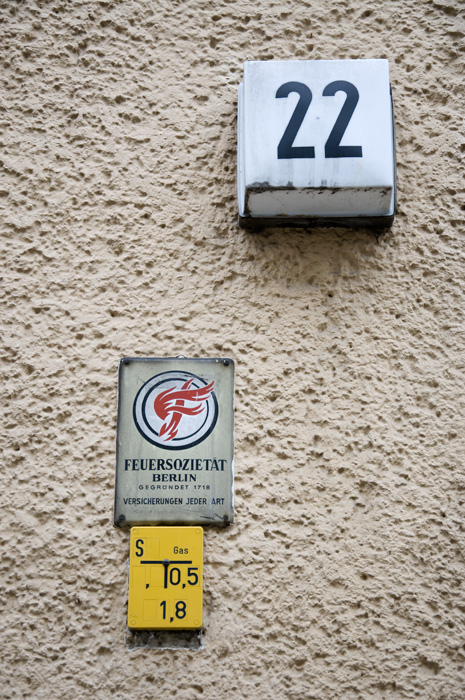 22
FEUERSOZIETÄT
BERLIN
GEGRÜNDET 1718
VERSICHERUNGEN JEDER ART
S Gas
, 0,5
1,8